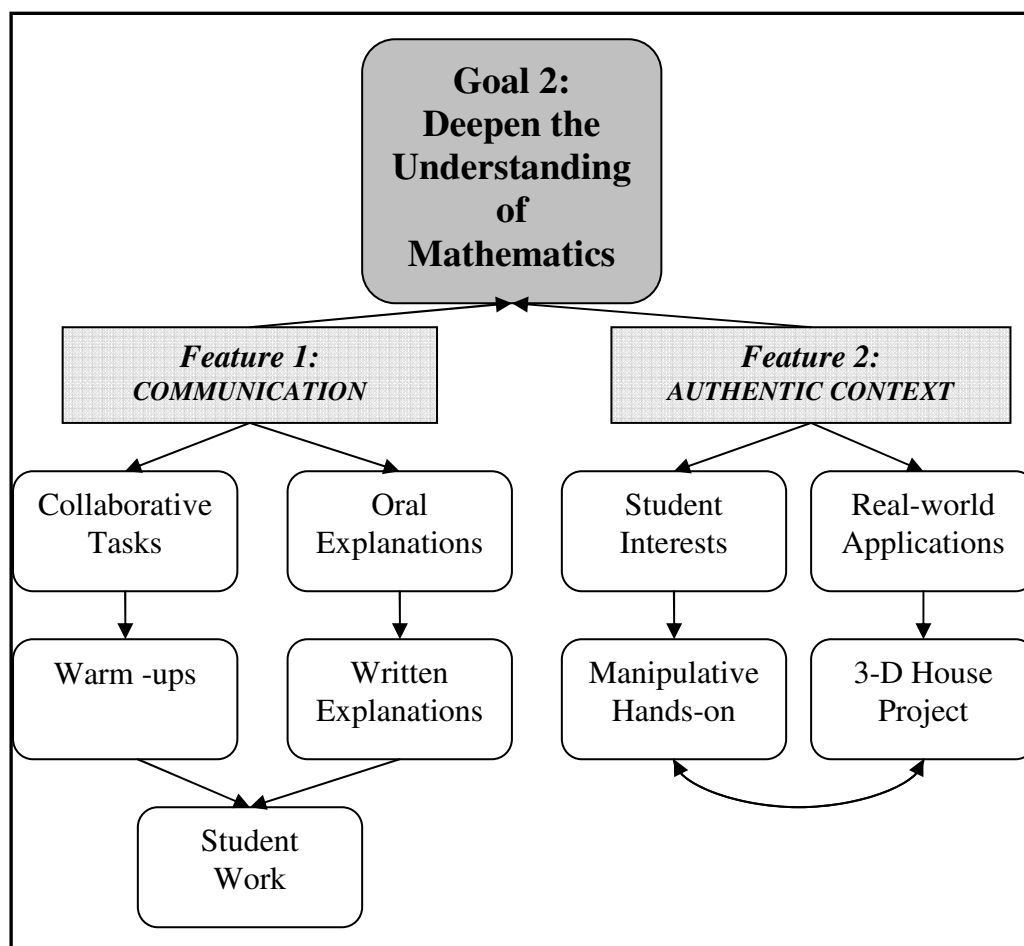 Goal 2:
Deepen the
Understanding
of
Mathematics
Feature 1:
COMMUNICATION
Feature 2:
AUTHENTIC CONTEXT
Collaborative
Tasks
Oral
Explanations
Student
Interests
Real-world
Applications
Warm -ups
Written
Explanations
Manipulative
Hands-on
3-D House
Project
Student
Work